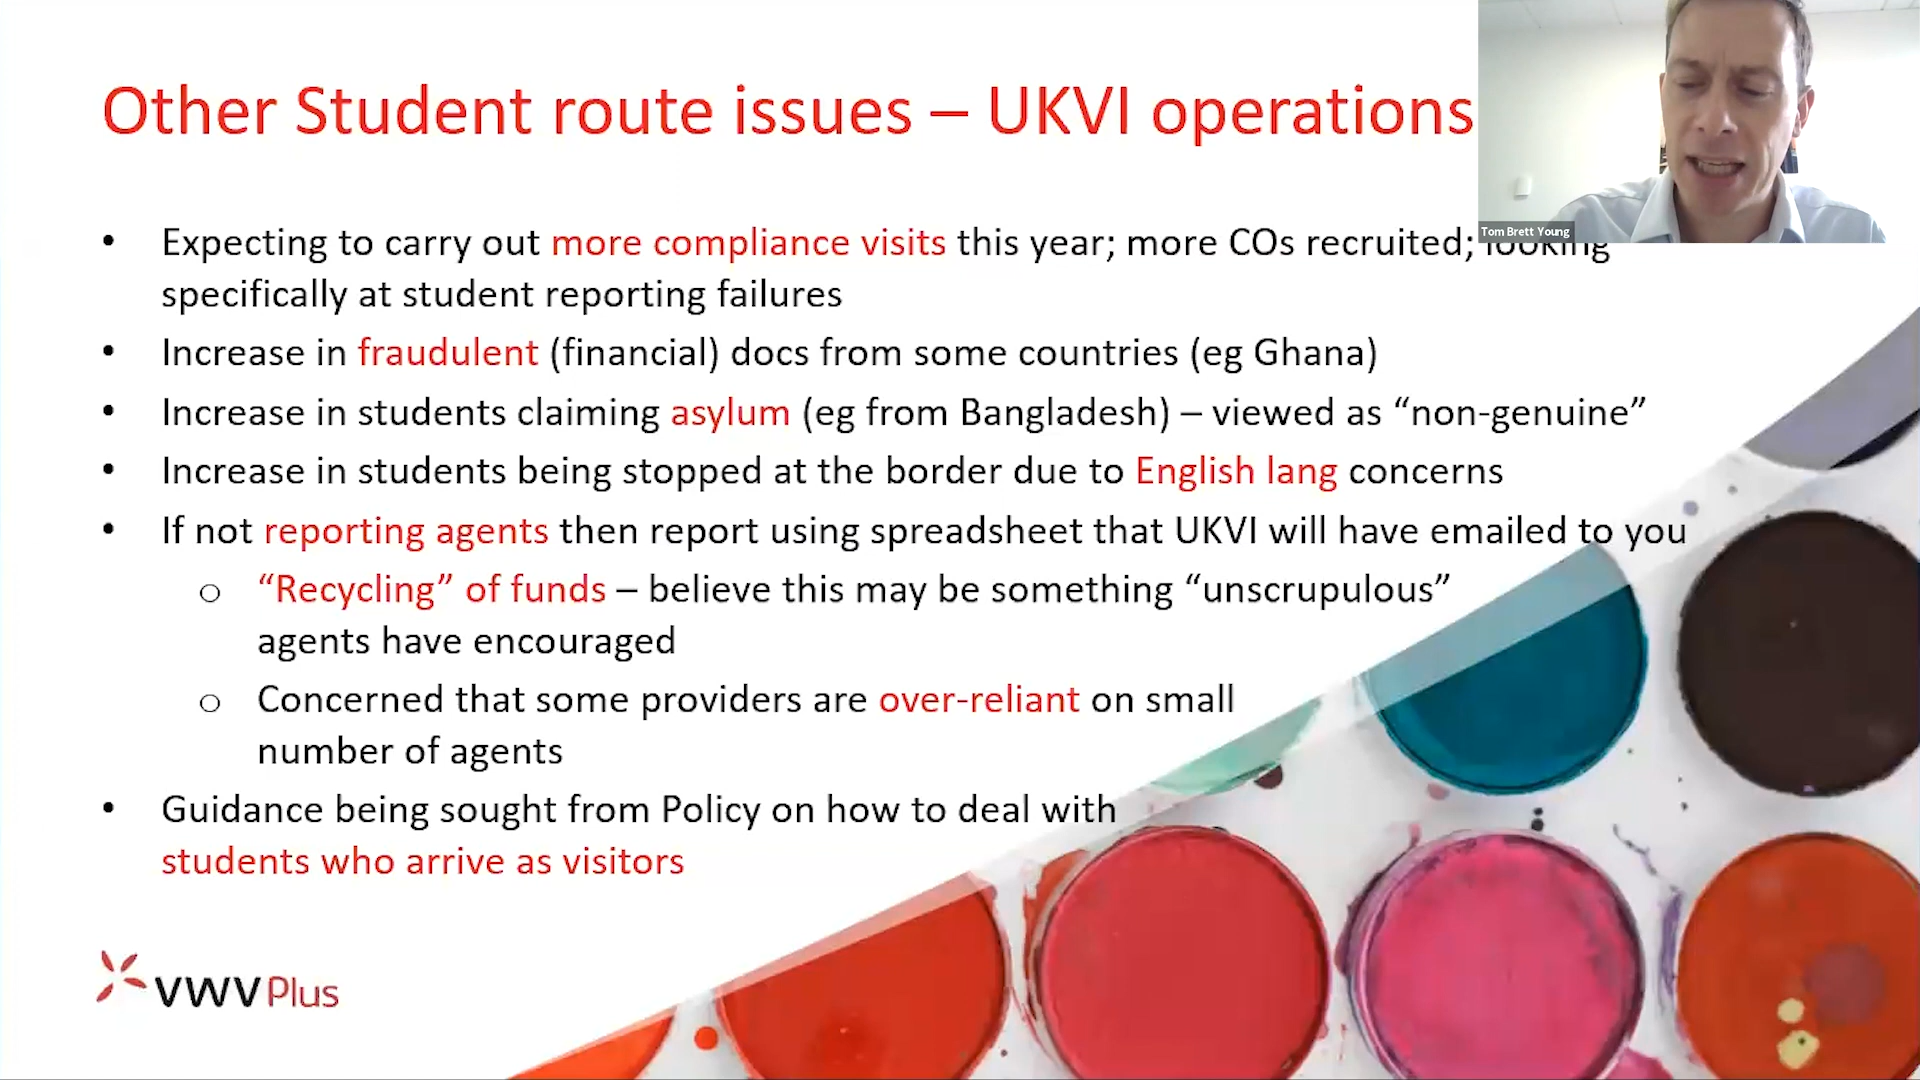 Other Student route issues – UKVI operations
Tom Brett Young
• Expecting to carry out more compliance visits this year; more COs recruited; looking
specifically at student reporting failures
• Increase in fraudulent (financial) docs from some countries (eg Ghana)
• Increase in students claiming asylum (eg from Bangladesh) – viewed as “non-genuine”
• Increase in students being stopped at the border due to English lang concerns
• If not reporting agents then report using spreadsheet that UKVI will have emailed to you
o “Recycling” of funds – believe this may be something “unscrupulous”
agents have encouraged
o Concerned that some providers are over-reliant on small
number of agents
• Guidance being sought from Policy on how to deal with
students who arrive as visitors
VWV Plus